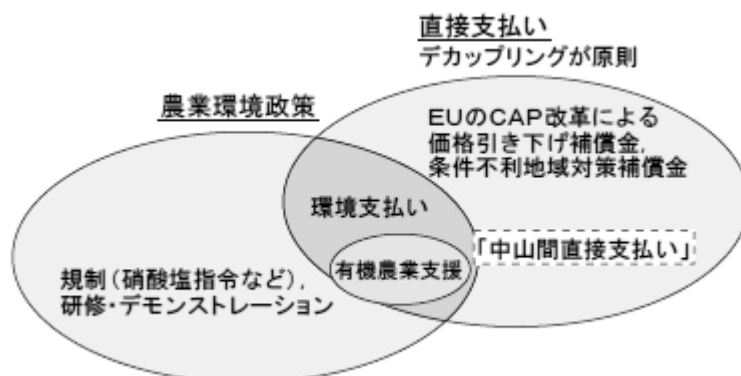 直接支払い
デカップリングが原則
農業環境政策
EUのCAP改革による
価格引き下げ補償金,
条件不利地域対策補償金
環境支払い
「中山間直接支払い」
有機農業支援
規制(硝酸塩指令など),
研修・デモンストレーション